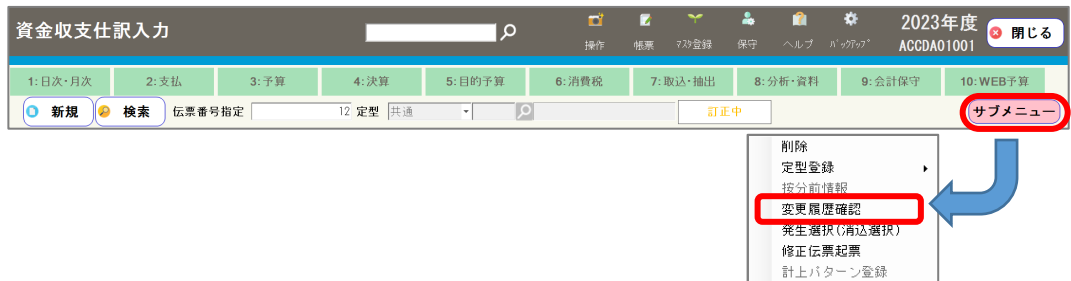 資金収支仕訳入力
操作 帳票 マスタ登録 保守 ヘルプ バックアップ
2023年度
ACCDA01001
閉じる
1:日次・月次 2:支払 3:予算 4:決算 5:目的予算 6:消費税 7:取込・抽出 8:分析・資料 9:会計保守 10:WEB予算
新規 検索 伝票番号指定 12 定型 共通 訂正中 サブメニュー
削除
定型登録
按分前情報
変更履歴確認
発生選択(消込選択)
修正伝票起票
計上パターン登録